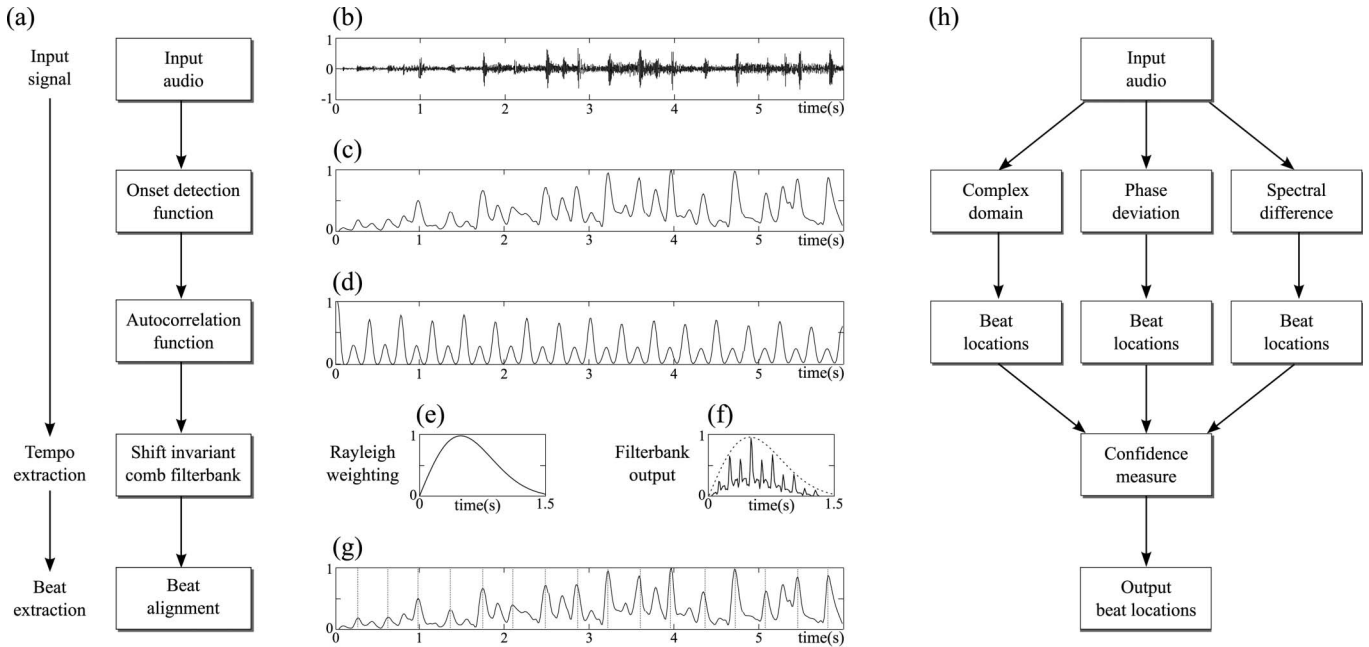 (a)
Input
signal
Tempo
extraction
Beat
extraction
Input
audio
Onset detection
function
Autocorrelation
function
Shift invariant
comb filterbank
Beat
alignment
(b)
1
0
-1
0 1 2 3 4 5 time(s)
(c)
1
0
0 1 2 3 4 5 time(s)
(d)
1
0
0 1 2 3 4 5 time(s)
(e)
Rayleigh
weighting
1
0
0 time(s) 1.5
(f)
Filterbank
output
1
0
0 time(s) 1.5
(g)
1
0
0 1 2 3 4 5 time(s)
(h)
Input
audio
Complex
domain
Phase
deviation
Spectral
difference
Beat
locations
Beat
locations
Beat
locations
Confidence
measure
Output
beat locations